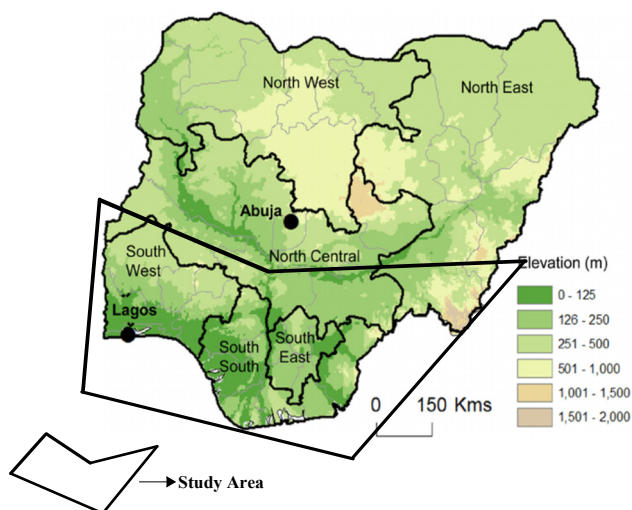 North West
North East
Abuja
North Central
South
West
Lagos
South
South
South
East
Elevation (m)
0 - 125
126 - 250
251 - 500
501 - 1,000
1,001 - 1,500
1,501 - 2,000
0 150 Kms
Study Area